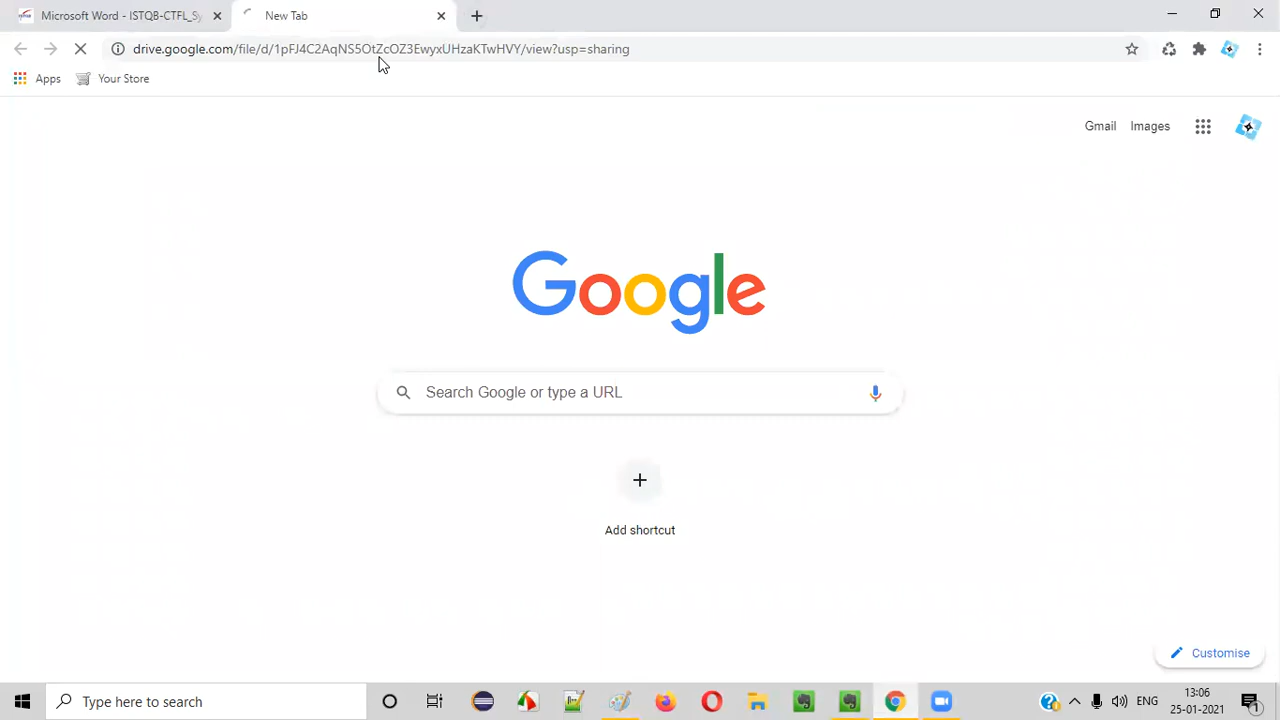 Microsoft Word - ISTQB-CTFL_Sy
New Tab
drive.google.com/file/d/1pFJ4C2AqNS5OtZcOZ3EwyxUHzaKTwHVY/view?usp=sharing
Apps
Your Store
Gmail
Images
Google
Search Google or type a URL
Add shortcut
Customise
Type here to search
ENG
13:06
25-01-2021